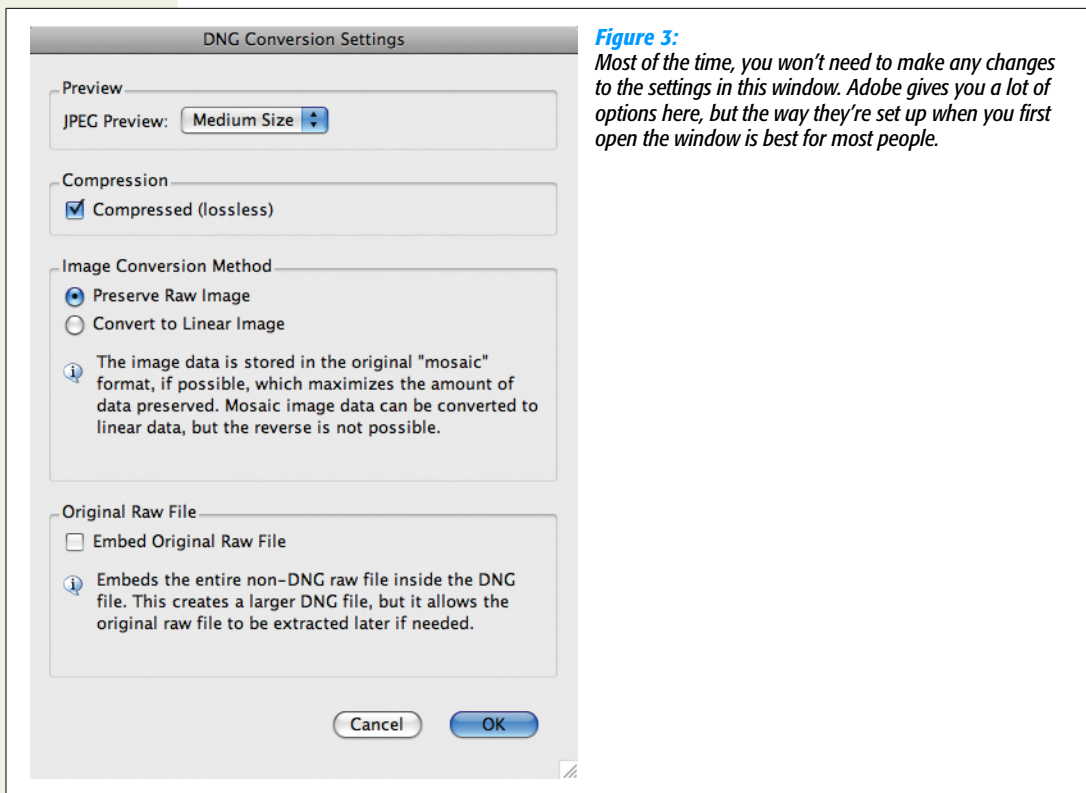 DNG Conversion Settings
Preview
JPEG Preview: Medium Size
Compression
Compressed (lossless)
Image Conversion Method
Preserve Raw Image
Convert to Linear Image
The image data is stored in the original "mosaic"
format, if possible, which maximizes the amount of
data preserved. Mosaic image data can be converted to
linear data, but the reverse is not possible.
Original Raw File
Embed Original Raw File
Embeds the entire non-DNG raw file inside the DNG
file. This creates a larger DNG file, but it allows the
original raw file to be extracted later if needed.
Cancel OK
Figure 3:
Most of the time, you won't need to make any changes
to the settings in this window. Adobe gives you a lot of
options here, but the way they're set up when you first
open the window is best for most people.